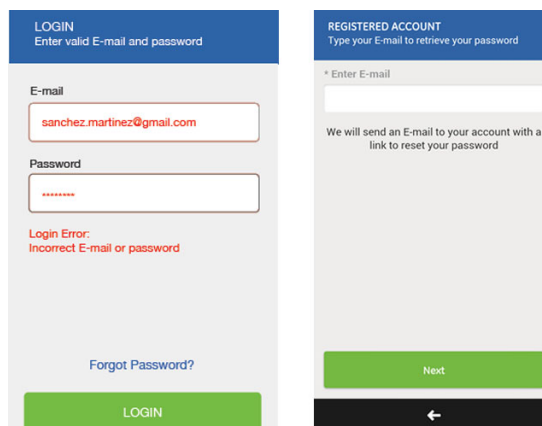 LOGIN
Enter valid E-mail and password
E-mail
sanchez.martinez@gmail.com
Password
********
Login Error:
Incorrect E-mail or password
Forgot Password?
LOGIN
REGISTERED ACCOUNT
Type your E-mail to retrieve your password
* Enter E-mail
We will send an E-mail to your account with a
link to reset your password
Next